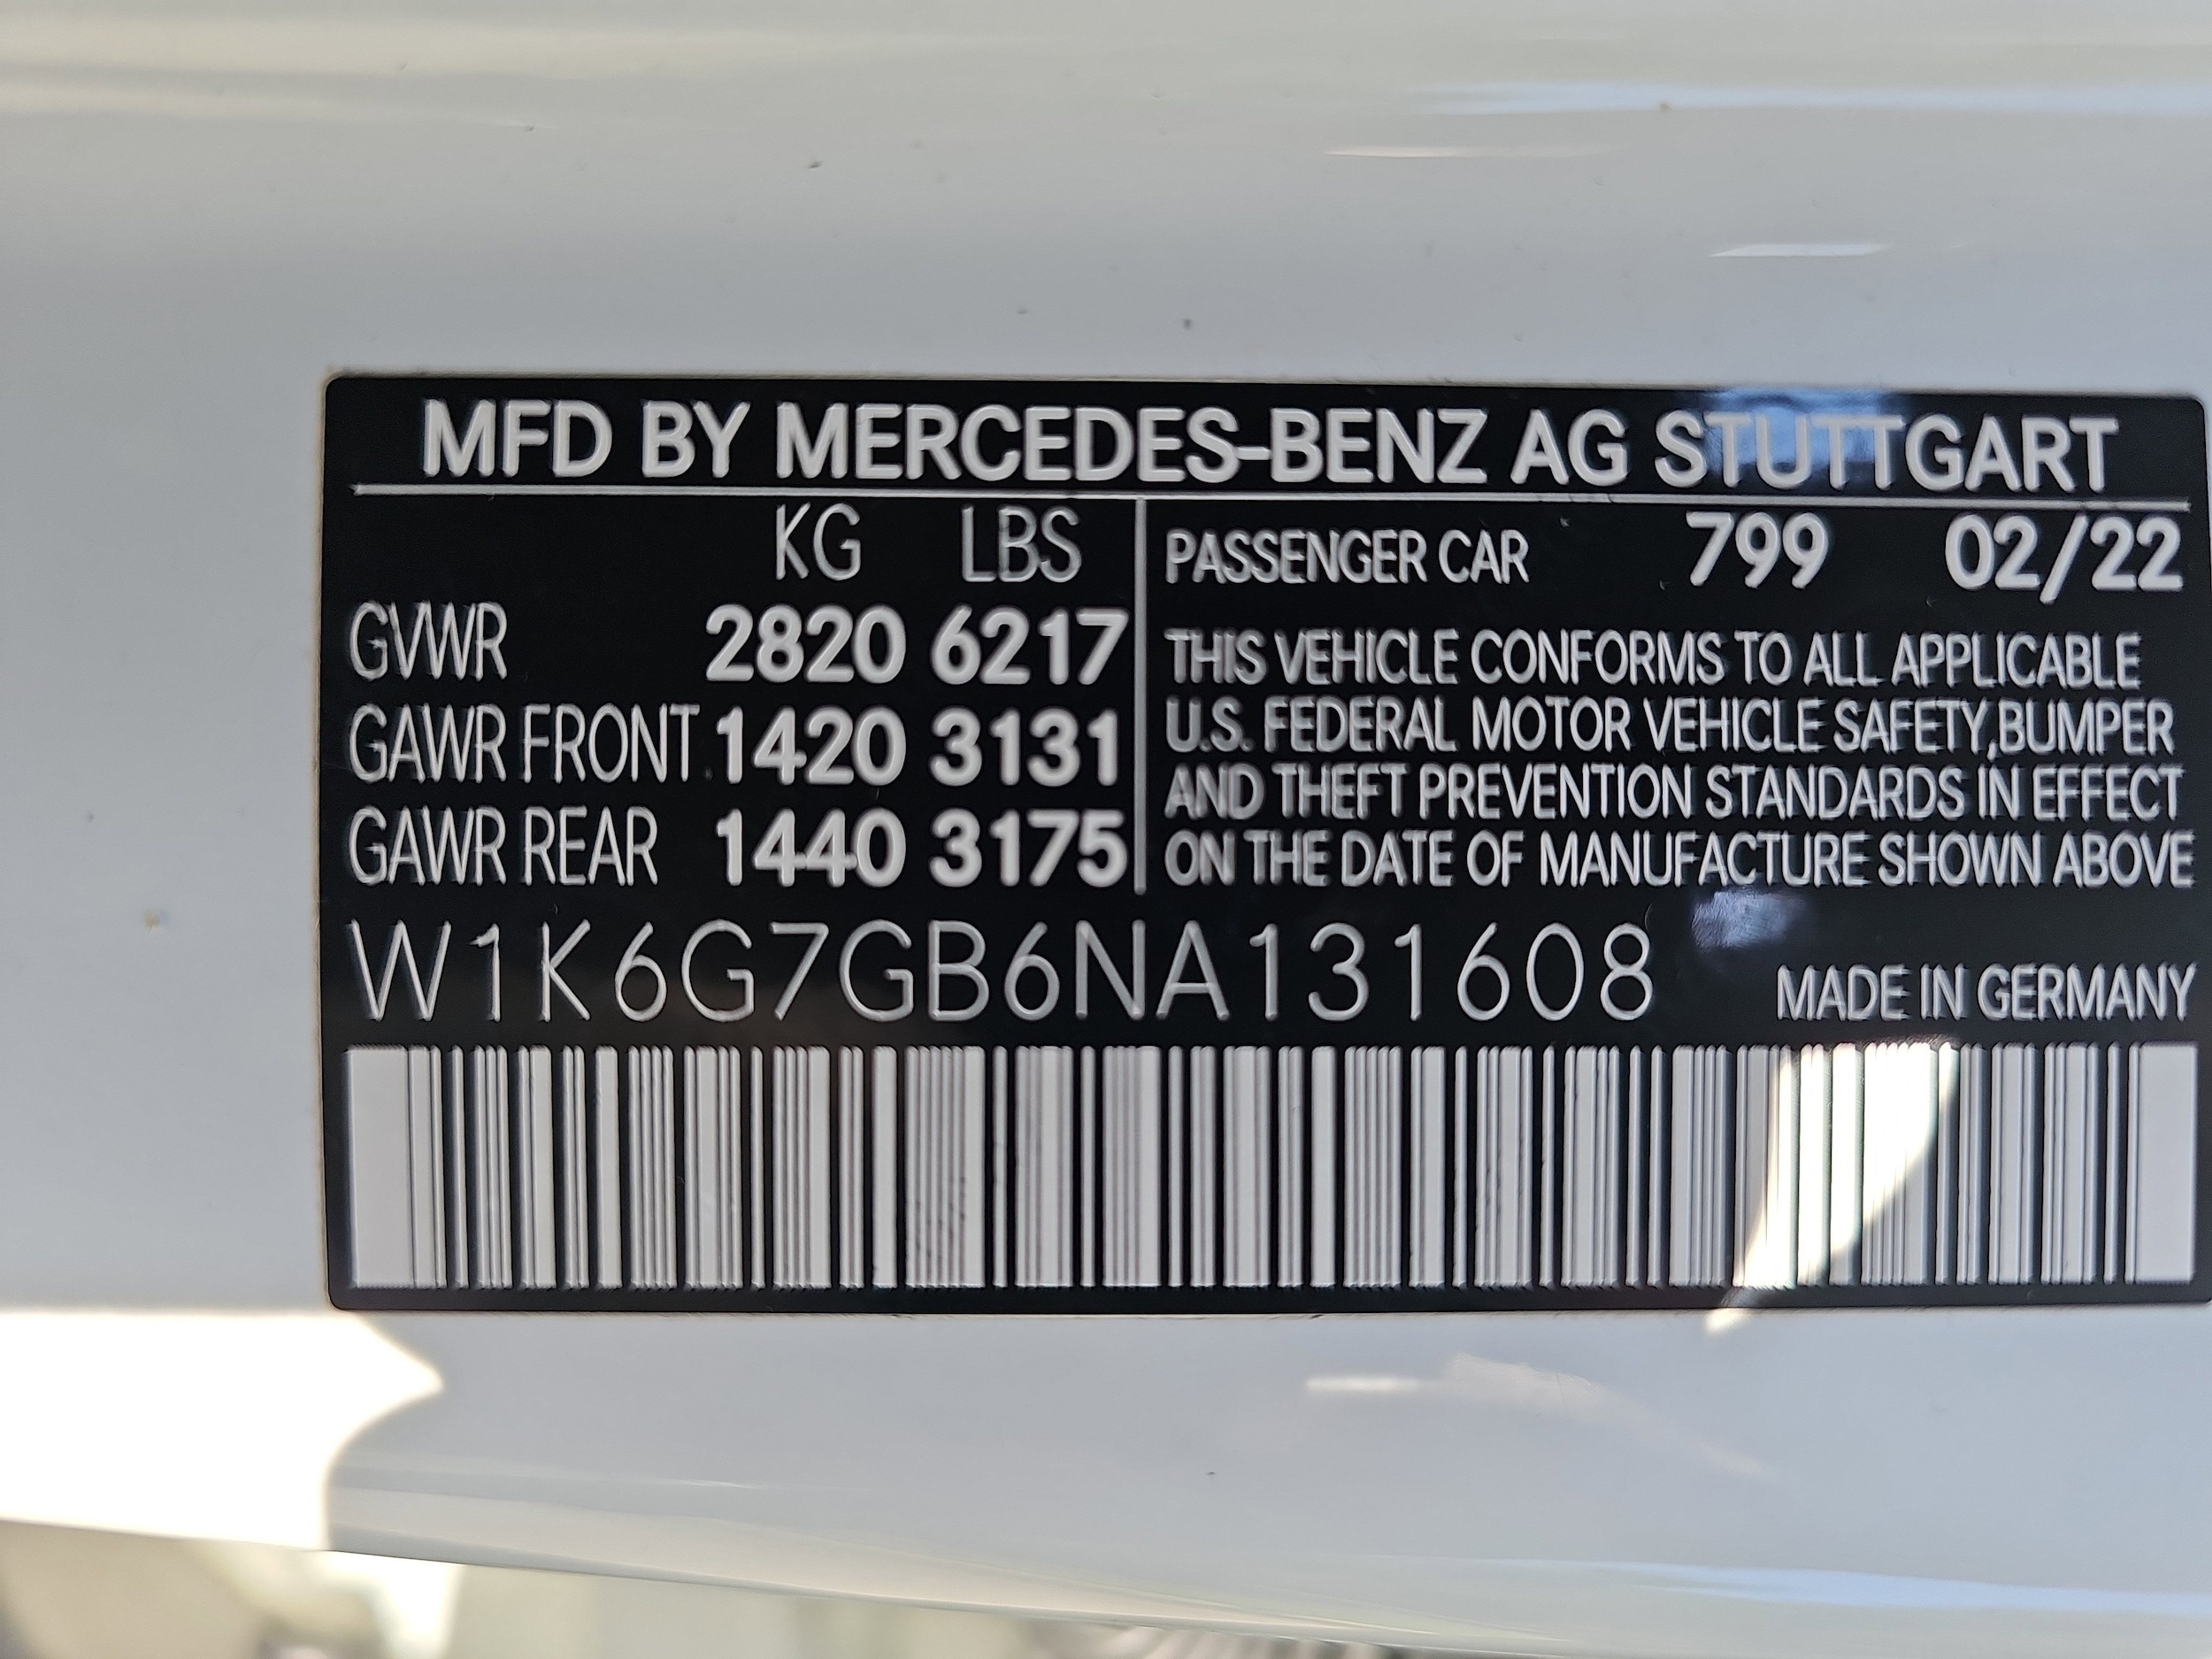 MFD BY MERCEDES-BENZ AG STUTTGART
KG LBS
GVWR 2820 6217
GAWR FRONT 1420 3131
GAWR REAR 1440 3175
PASSENGER CAR 799 02/22
THIS VEHICLE CONFORMS TO ALL APPLICABLE
U.S. FEDERAL MOTOR VEHICLE SAFETY,BUMPER
AND THEFT PREVENTION STANDARDS IN EFFECT
ON THE DATE OF MANUFACTURE SHOWN ABOVE
W1K6G7GB6NA131608
MADE IN GERMANY